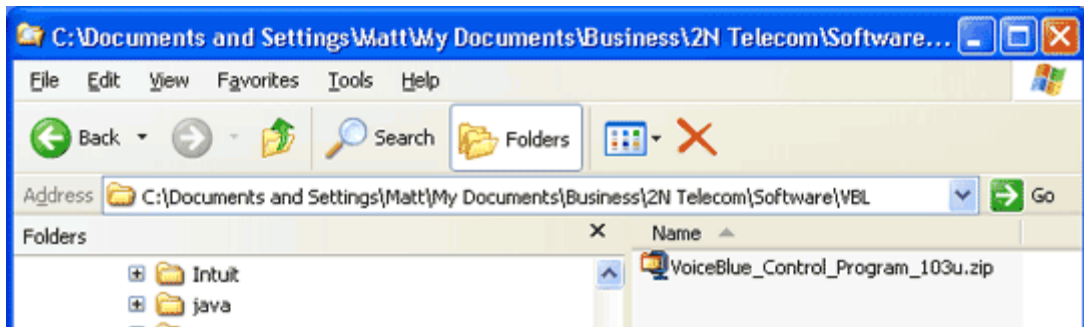 C:\Documents and Settings\Matt\My Documents\Business\2N Telecom\Software...
File Edit View Favorites Tools Help
Back Search Folders
Address C:\Documents and Settings\Matt\My Documents\Business\2N Telecom\Software\VBL Go
Folders Name
Intuit VoiceBlue_Control_Program_103u.zip
java